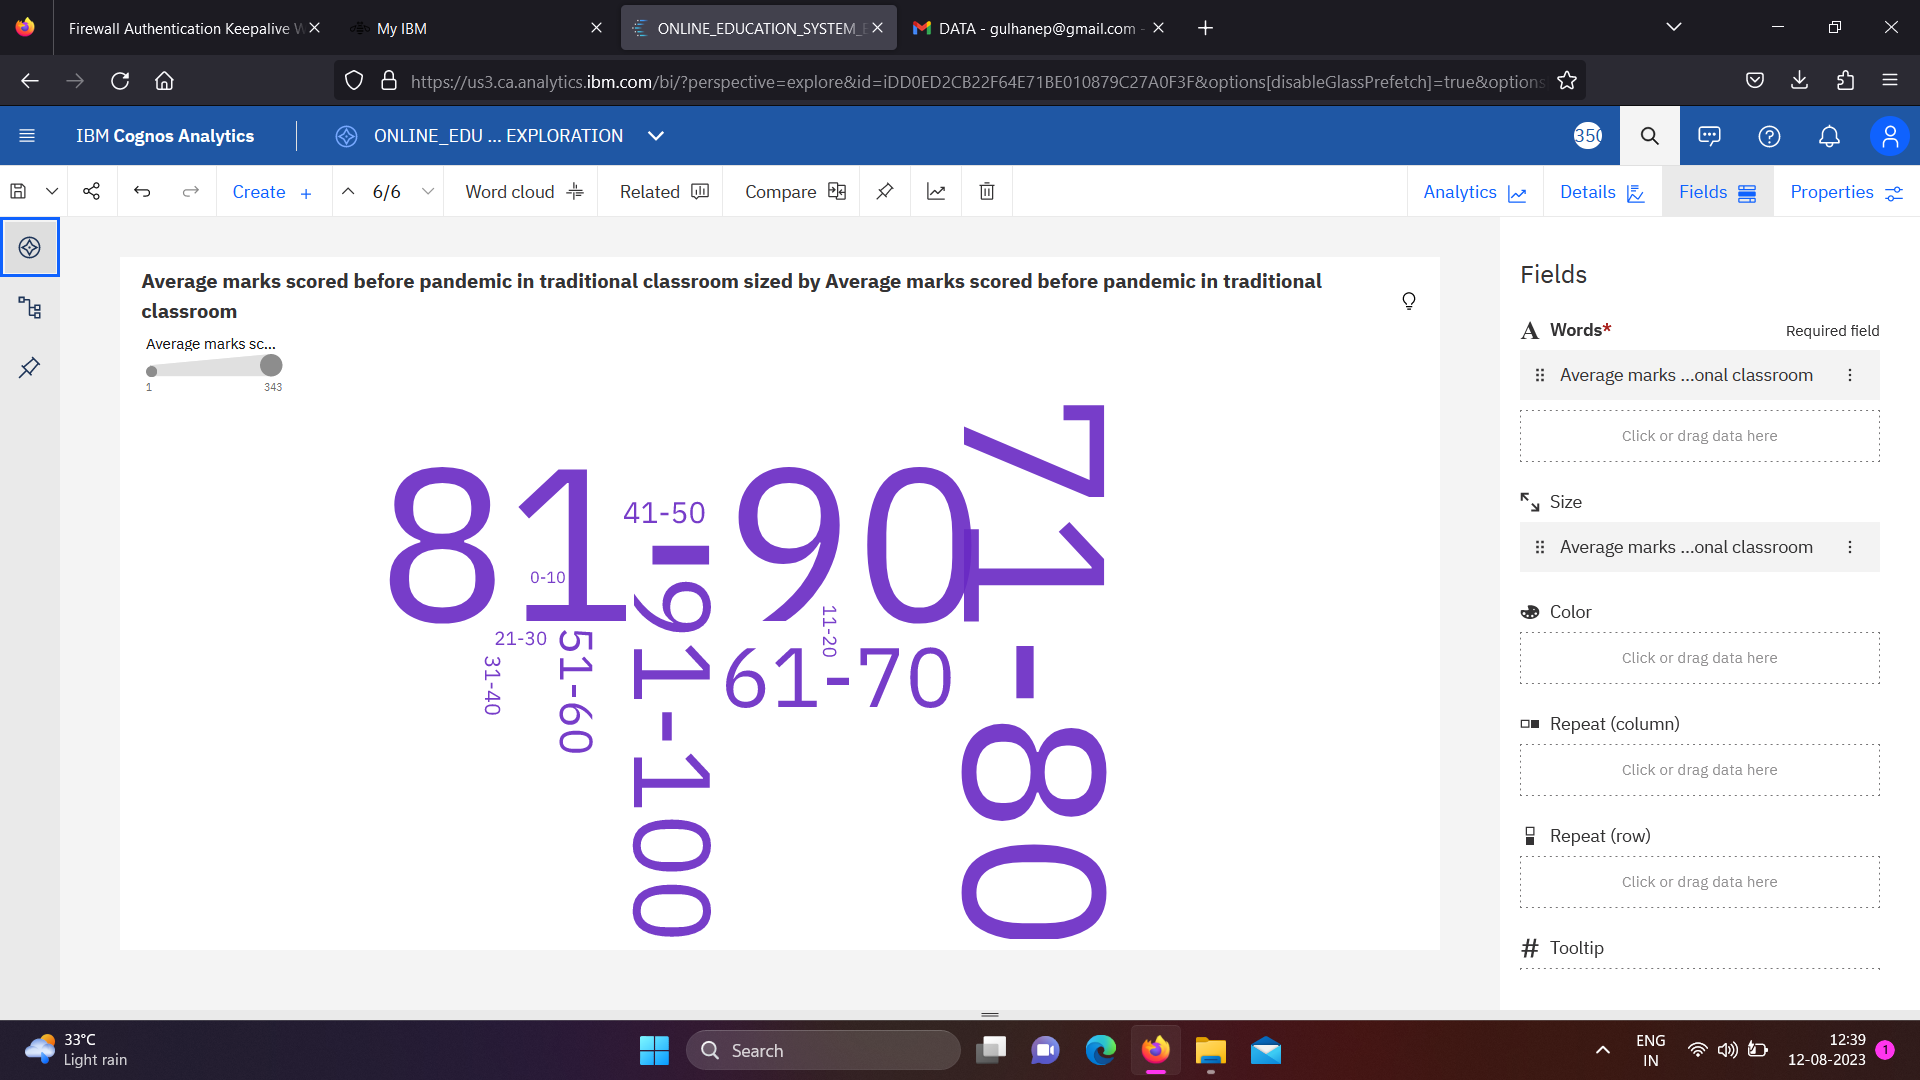 Firewall Authentication Keepalive W
My IBM
ONLINE_EDUCATION_SYSTEM_E
DATA - gulhanep@gmail.com -
https://us3.ca.analytics.ibm.com/bi/?perspective=explore&id=iDD0ED2CB22F64E71BE010879C27A0F3F&options[disableGlassPrefetch]=true&options
IBM Cognos Analytics
ONLINE_EDU ... EXPLORATION
350
Create +
6/6
Word cloud
Related
Compare
Analytics
Details
Fields
Properties
Average marks scored before pandemic in traditional classroom sized by Average marks scored before pandemic in traditional
classroom
Average marks sc...
1
343
81-90
41-50
0-10
21-30
31-40
51-60
91-100
11-20
61-70
71-80
Fields
Words*
Required field
Average marks ...onal classroom
Click or drag data here
Size
Average marks ...onal classroom
Color
Click or drag data here
Repeat (column)
Click or drag data here
Repeat (row)
Click or drag data here
Tooltip
33°C
Light rain
Search
ENG
IN
12:39
12-08-2023
1